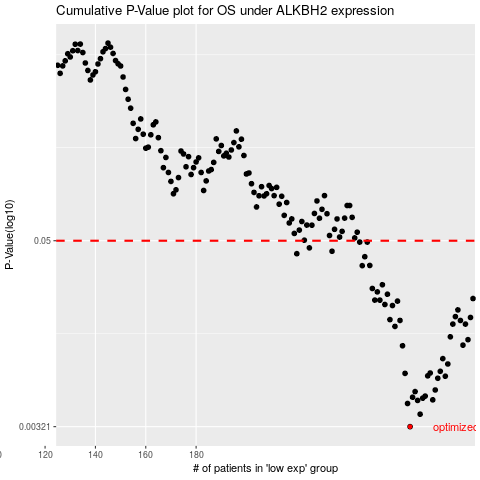 Cumulative P-Value plot for OS under ALKBH2 expression
P-Value(log10)
0.05
0.00321
optimized
0
120
140
160
180
# of patients in 'low exp' group